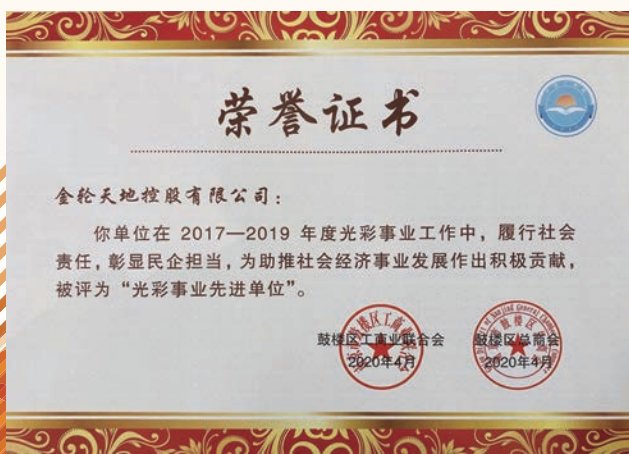 荣誉证书
金轮天地控股有限公司：
你单位在 2017—2019 年度光彩事业工作中，履行社会
责任，彰显民企担当，为助推社会经济事业发展作出积极贡献，
被评为“光彩事业先进单位”。
鼓楼区工商业联合会 鼓楼区总商会
2020年4月 2020年4月